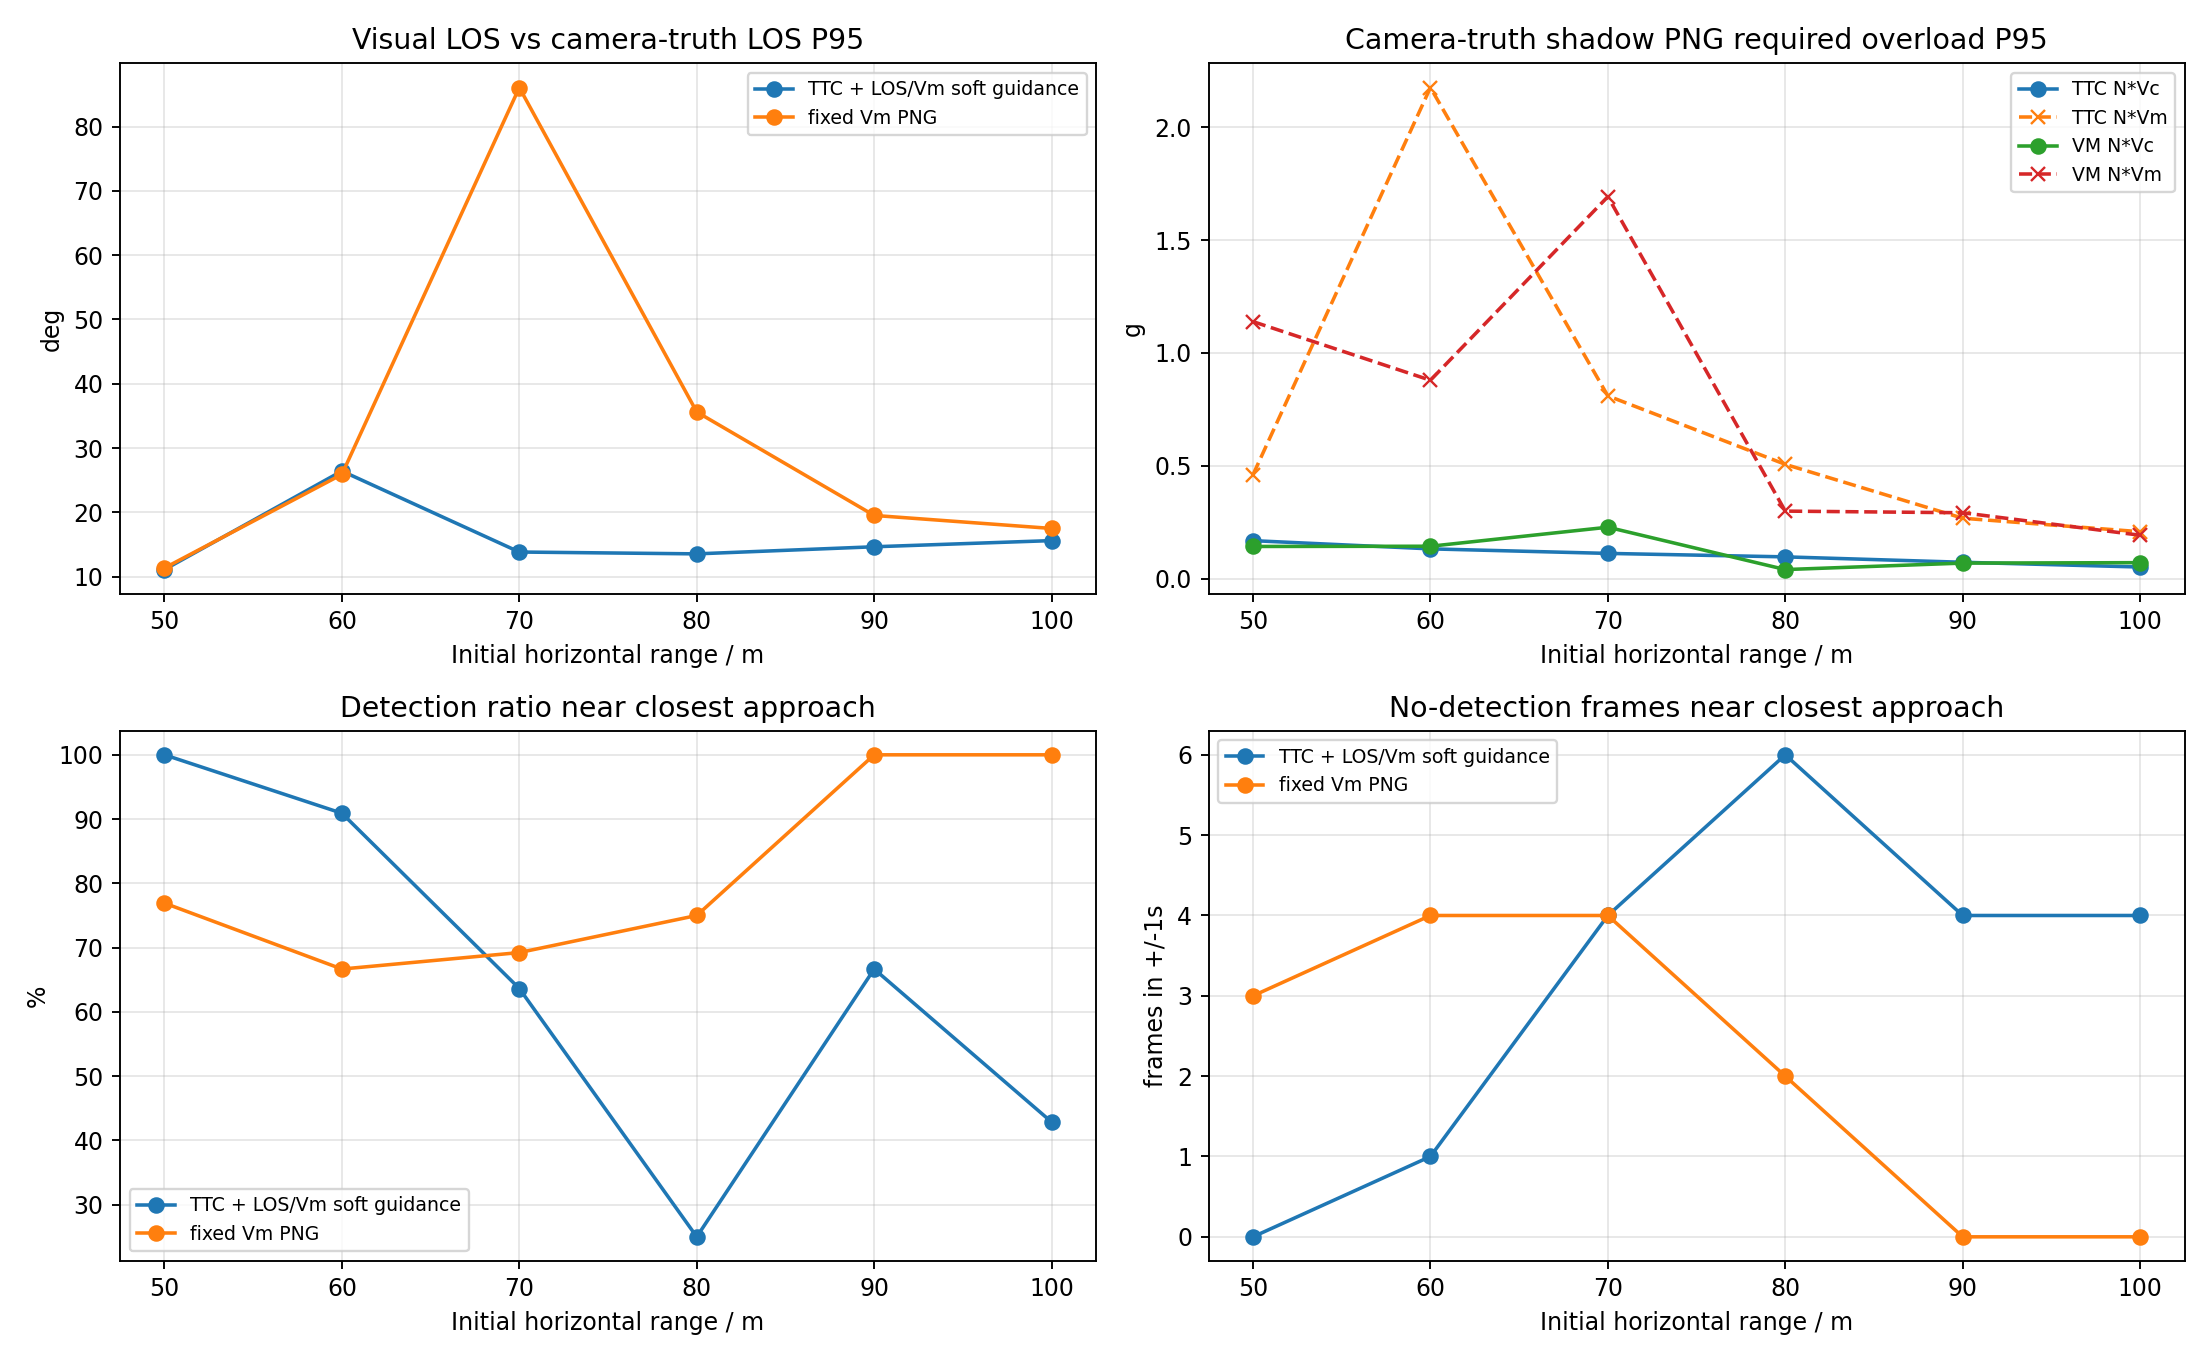 Visual LOS vs camera-truth LOS P95
deg
80
70
60
50
40
30
20
10
TTC + LOS/Vm soft guidance
fixed Vm PNG
50 60 70 80 90 100
Initial horizontal range / m
Camera-truth shadow PNG required overload P95
g
2.0
1.5
1.0
0.5
0.0
TTC N*Vc
TTC N*Vm
VM N*Vc
VM N*Vm
50 60 70 80 90 100
Initial horizontal range / m
Detection ratio near closest approach
%
100
90
80
70
60
50
40
30
TTC + LOS/Vm soft guidance
fixed Vm PNG
50 60 70 80 90 100
Initial horizontal range / m
No-detection frames near closest approach
frames in +/-1s
6
5
4
3
2
1
0
TTC + LOS/Vm soft guidance
fixed Vm PNG
50 60 70 80 90 100
Initial horizontal range / m